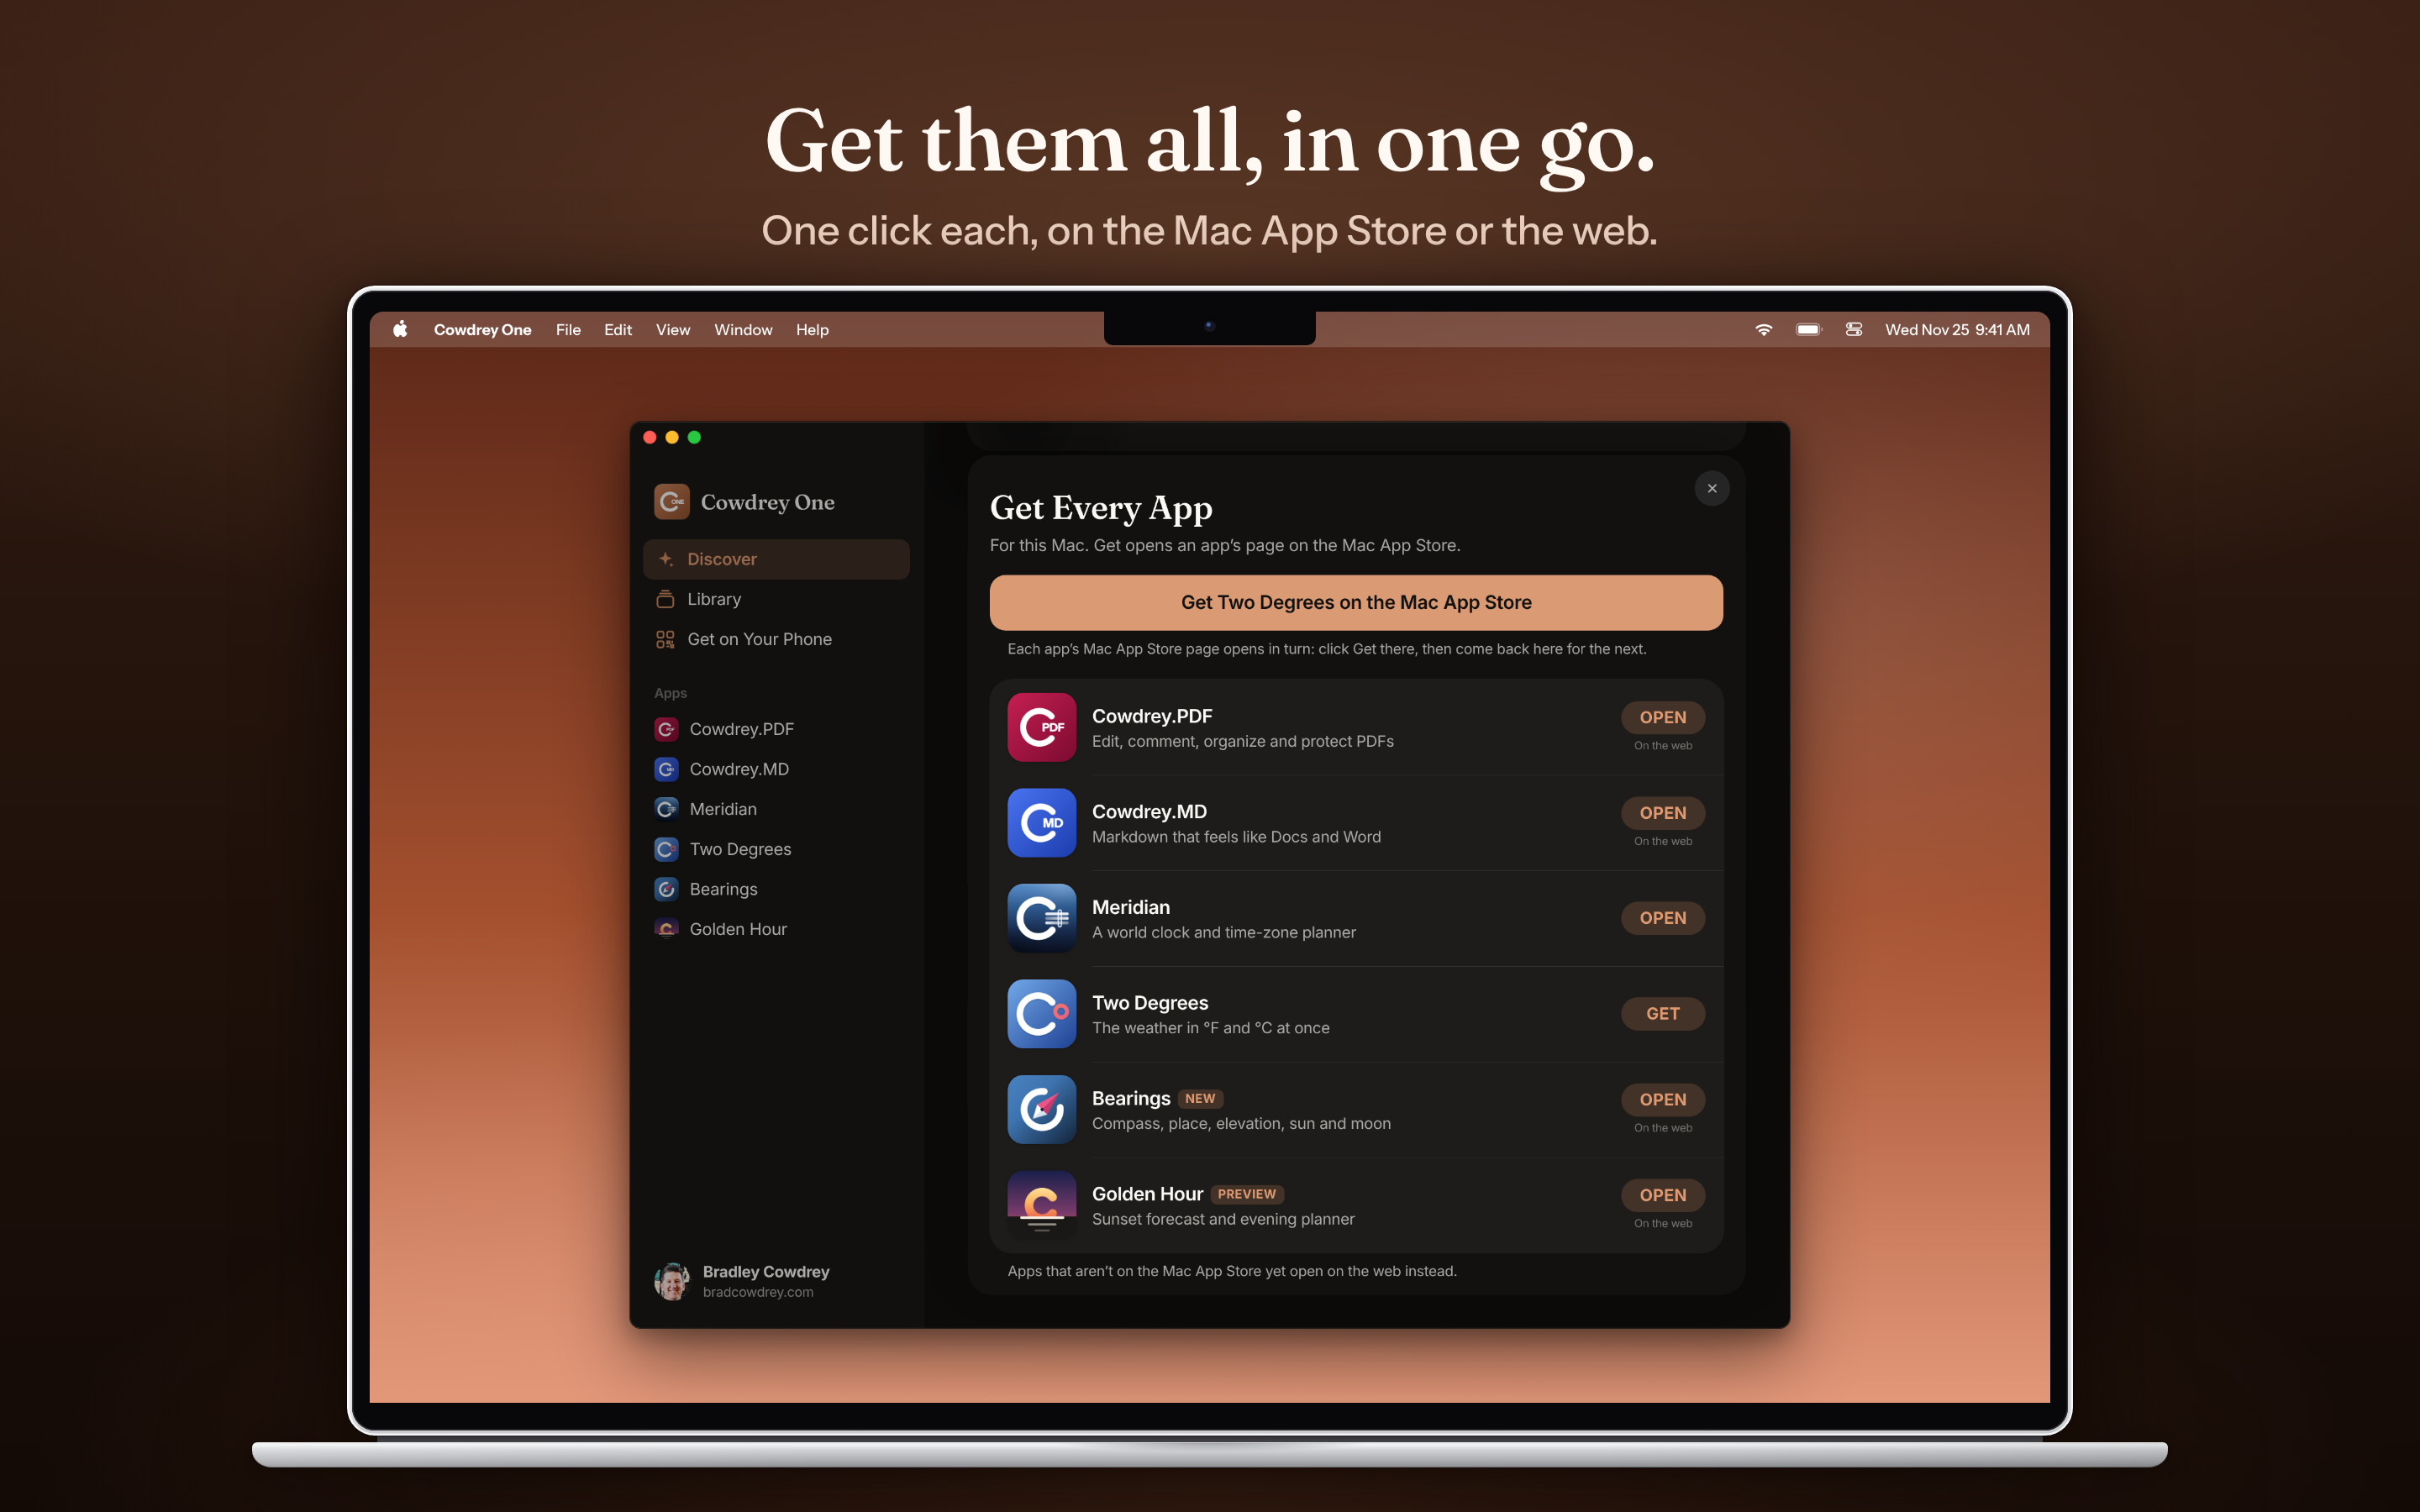 Get them all, in one go.
One click each, on the Mac App Store or the web.
Cowdrey One File Edit View Window Help
Wed Nov 25 9:41 AM
ONE
Cowdrey One
Discover
Library
Get on Your Phone
Apps
Cowdrey.PDF
Cowdrey.MD
Meridian
Two Degrees
Bearings
Golden Hour
Bradley Cowdrey
bradcowdrey.com
Get Every App
For this Mac. Get opens an app’s page on the Mac App Store.
Get Two Degrees on the Mac App Store
Each app’s Mac App Store page opens in turn: click Get there, then come back here for the next.
PDF
Cowdrey.PDF
Edit, comment, organize and protect PDFs
OPEN
On the web
MD
Cowdrey.MD
Markdown that feels like Docs and Word
OPEN
On the web
Meridian
A world clock and time-zone planner
OPEN
Two Degrees
The weather in °F and °C at once
GET
Bearings NEW
Compass, place, elevation, sun and moon
OPEN
On the web
Golden Hour PREVIEW
Sunset forecast and evening planner
OPEN
On the web
Apps that aren’t on the Mac App Store yet open on the web instead.